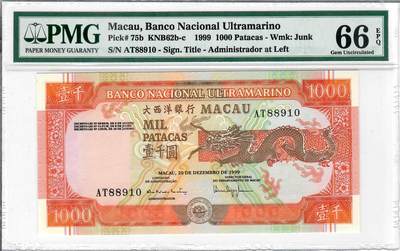 PMG
PAPER MONEY GUARANTY
Macau, Banco Nacional Ultramarino
Pick# 75b KNB62b-c 1999 1000 Patacas - Wmk: Junk
S/N AT88910 - Sign. Title - Administrador at Left
66 EPQ
Gem Uncirculated
壹千
BANCO NACIONAL ULTRAMARINO
1000
大西洋銀行 MACAU
AT88910
MIL
PATACAS
壹千圓
MACAU, 20 DE DEZEMBRO DE 1999
AT88910
1000
壹千